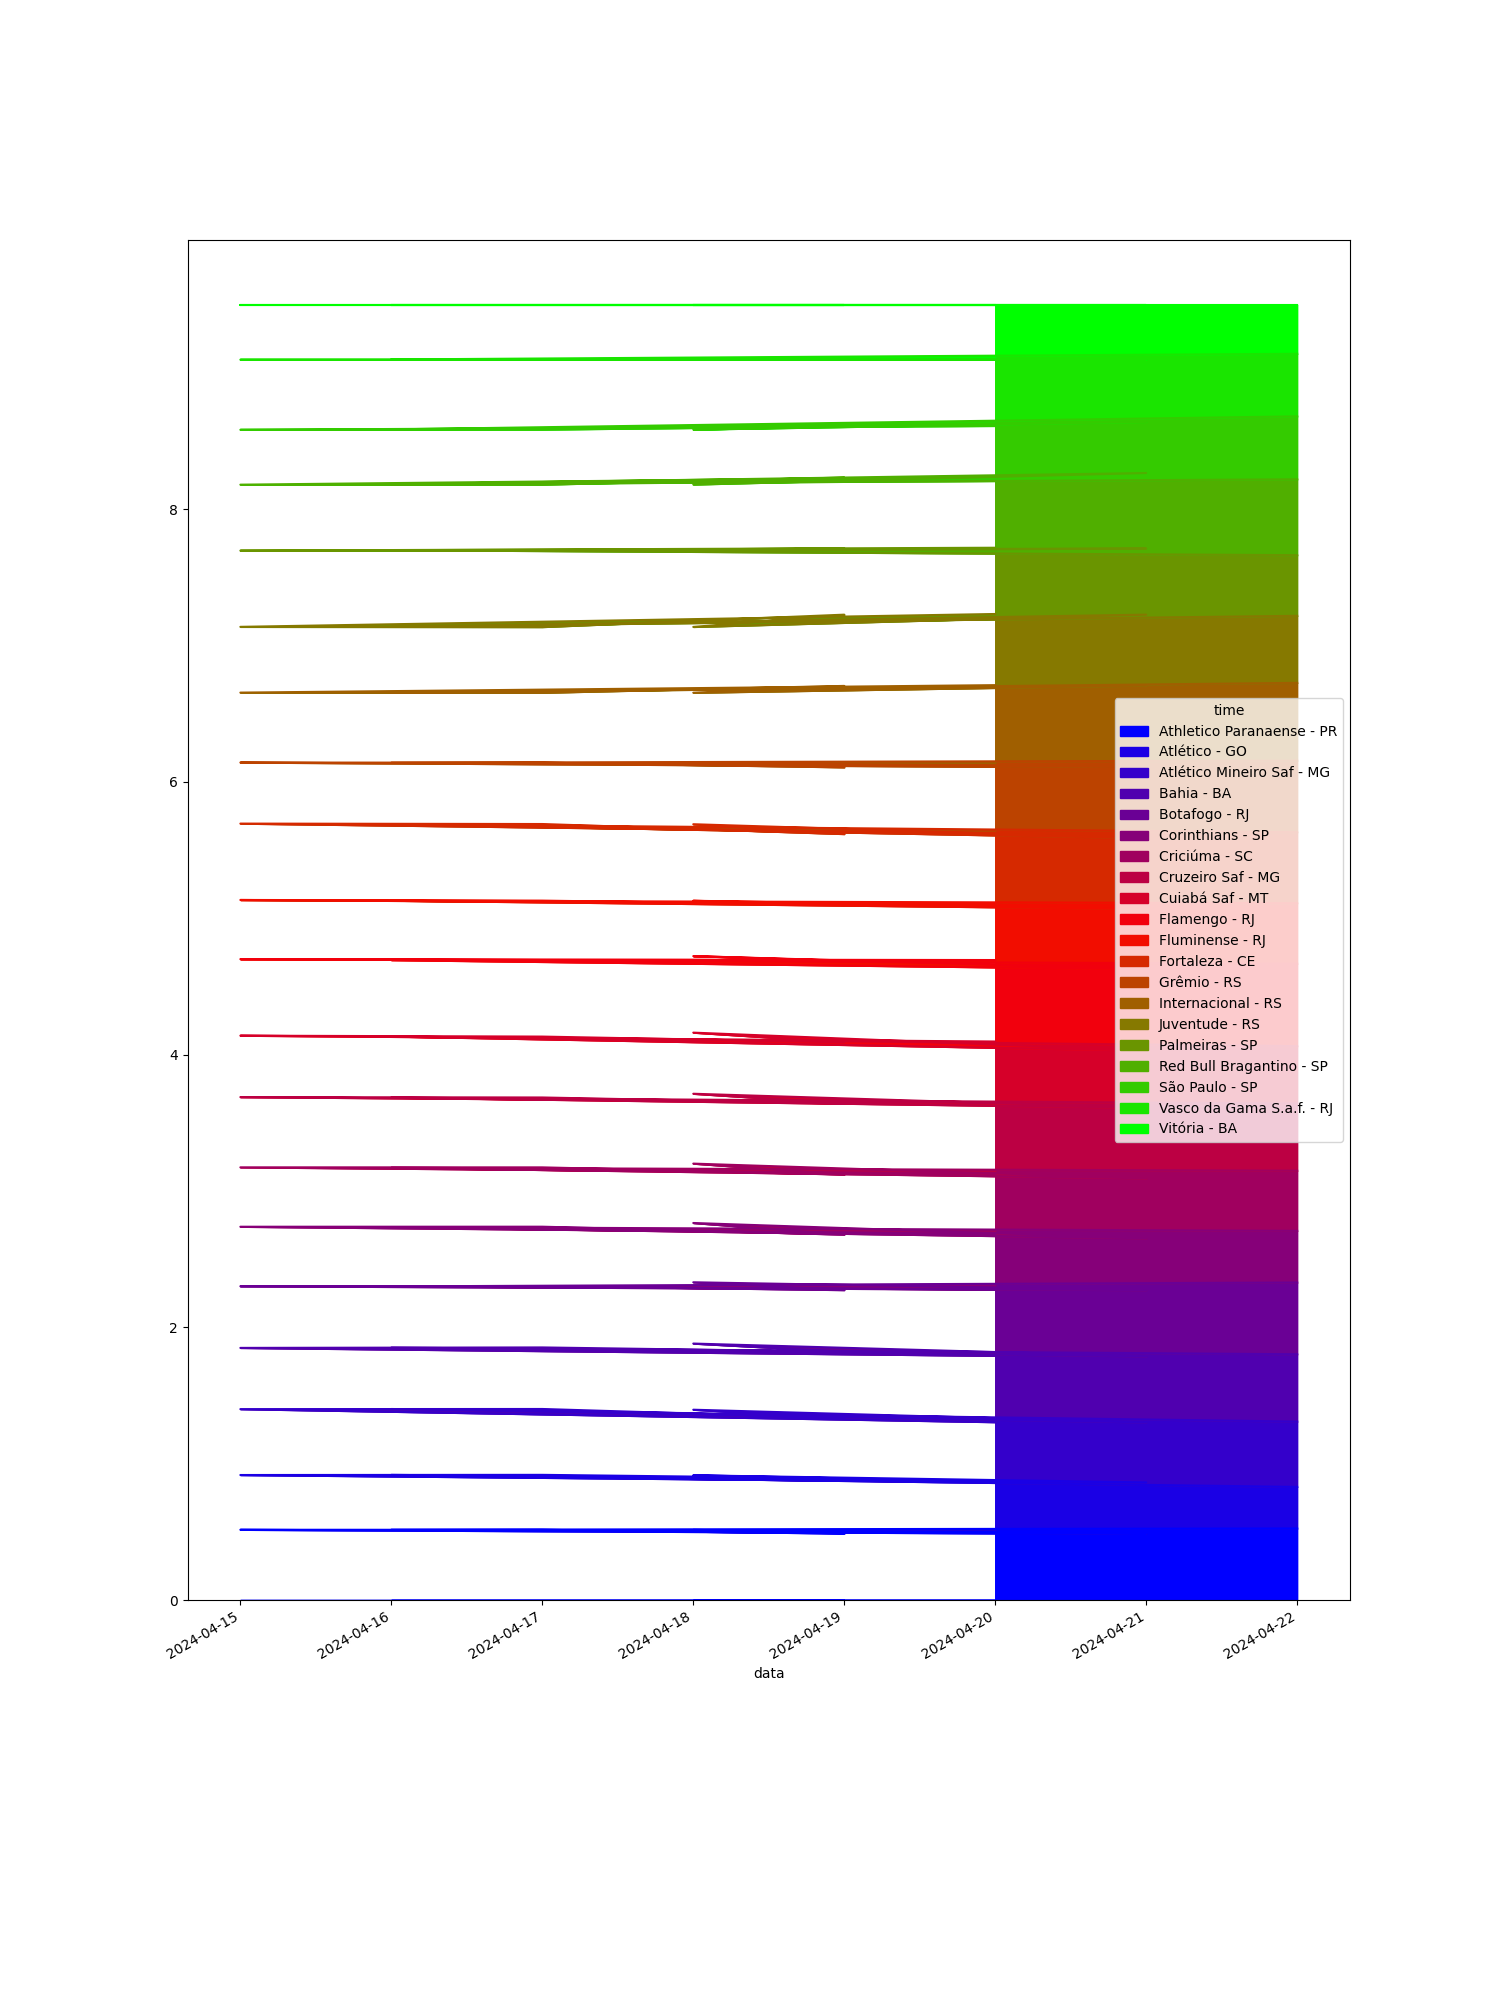 8
6
4
2
0
time
Athletico Paranaense - PR
Atlético - GO
Atlético Mineiro Saf - MG
Bahia - BA
Botafogo - RJ
Corinthians - SP
Criciúma - SC
Cruzeiro Saf - MG
Cuiabá Saf - MT
Flamengo - RJ
Fluminense - RJ
Fortaleza - CE
Grêmio - RS
Internacional - RS
Juventude - RS
Palmeiras - SP
Red Bull Bragantino - SP
São Paulo - SP
Vasco da Gama S.a.f. - RJ
Vitória - BA
2024-04-15
2024-04-16
2024-04-17
2024-04-18
2024-04-19
2024-04-20
2024-04-21
2024-04-22
data